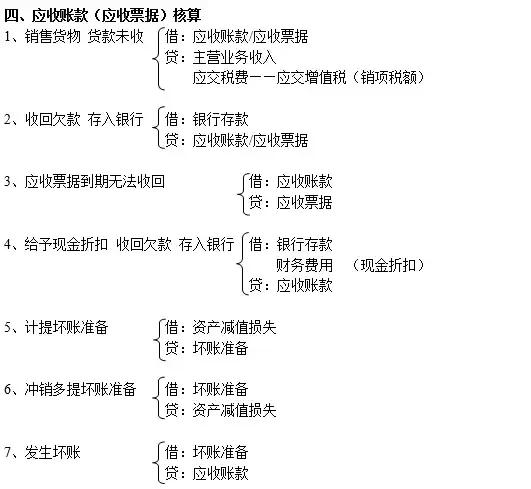 四、应收账款（应收票据）核算
1、销售货物 货款未收 借：应收账款/应收票据
贷：主营业务收入
应交税费——应交增值税（销项税额）
2、收回欠款 存入银行 借：银行存款
贷：应收账款/应收票据
3、应收票据到期无法收回 借：应收账款
贷：应收票据
4、给予现金折扣 收回欠款 存入银行 借：银行存款
财务费用 （现金折扣）
贷：应收账款
5、计提坏账准备 借：资产减值损失
贷：坏账准备
6、冲销多提坏账准备 借：坏账准备
贷：资产减值损失
7、发生坏账 借：坏账准备
贷：应收账款